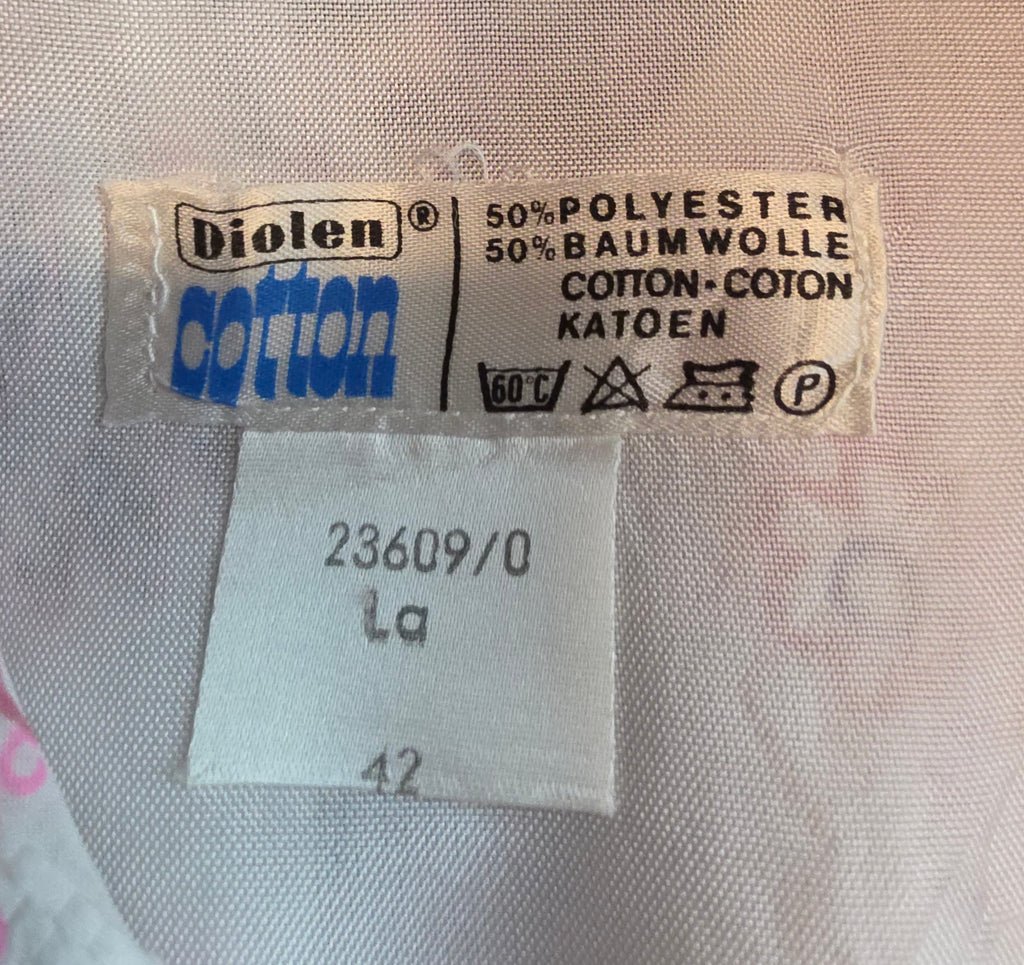 Diolen®
cotton
50% POLYESTER
50% BAUMWOLLE
COTTON · COTON
KATOEN
60°C
P
23609/0
La
42